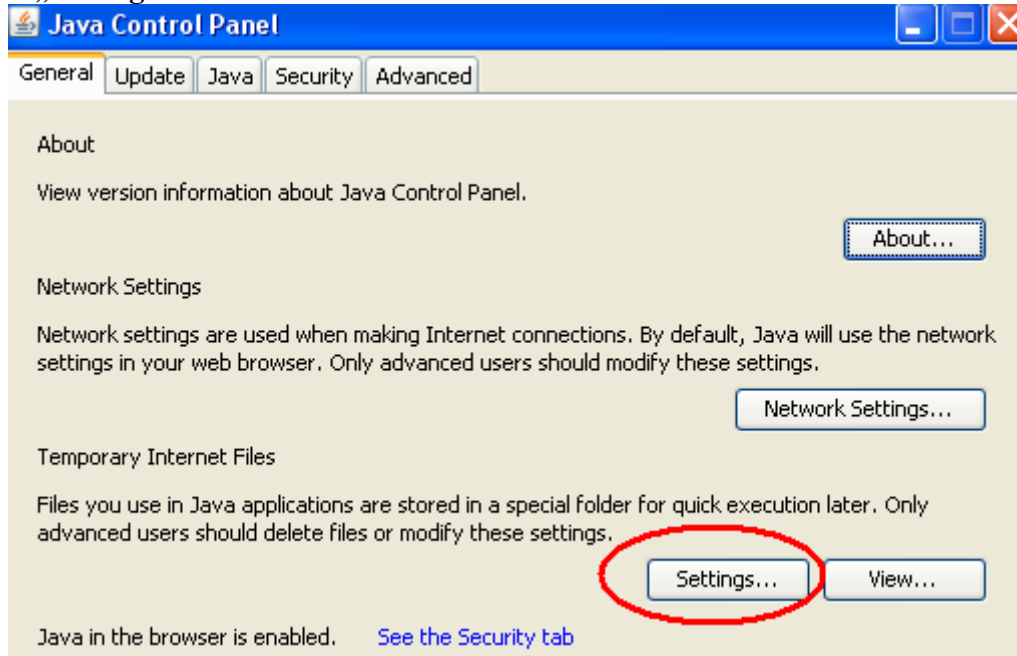 Java Control Panel
General Update Java Security Advanced
About
View version information about Java Control Panel.
About...
Network Settings
Network settings are used when making Internet connections. By default, Java will use the network
settings in your web browser. Only advanced users should modify these settings.
Network Settings...
Temporary Internet Files
Files you use in Java applications are stored in a special folder for quick execution later. Only
advanced users should delete files or modify these settings.
Settings... View...
Java in the browser is enabled. See the Security tab